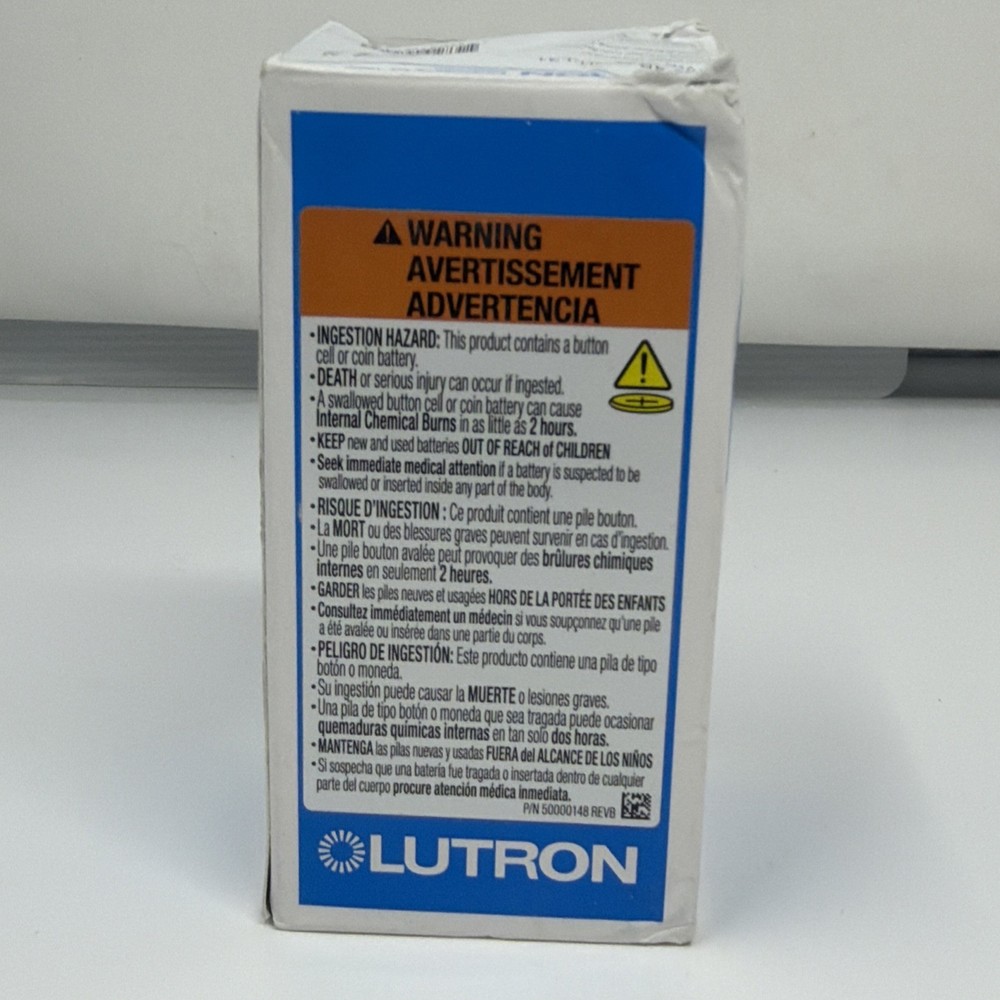 WARNING
AVERTISSEMENT
ADVERTENCIA
• INGESTION HAZARD: This product contains a button
cell or coin battery.
• DEATH or serious injury can occur if ingested.
• A swallowed button cell or coin battery can cause
Internal Chemical Burns in as little as 2 hours.
• KEEP new and used batteries OUT OF REACH of CHILDREN
• Seek immediate medical attention if a battery is suspected to be
swallowed or inserted inside any part of the body.
• RISQUE D'INGESTION : Ce produit contient une pile bouton.
• La MORT ou des blessures graves peuvent survenir en cas d'ingestion.
• Une pile bouton avalée peut provoquer des brûlures chimiques
internes en seulement 2 heures.
• GARDER les piles neuves et usagées HORS DE LA PORTÉE DES ENFANTS
• Consultez immédiatement un médecin si vous soupçonnez qu'une pile
a été avalée ou insérée dans une partie du corps.
• PELIGRO DE INGESTIÓN: Este producto contiene una pila de tipo
botón o moneda.
• Su ingestión puede causar la MUERTE o lesiones graves.
• Una pila de tipo botón o moneda que sea tragada puede ocasionar
quemaduras químicas internas en tan solo dos horas.
• MANTENGA las pilas nuevas y usadas FUERA del ALCANCE DE LOS NIÑOS
• Si sospecha que una batería fue tragada o insertada dentro de cualquier
parte del cuerpo procure atención médica inmediata.
P/N 50000148 REVB
LUTRON